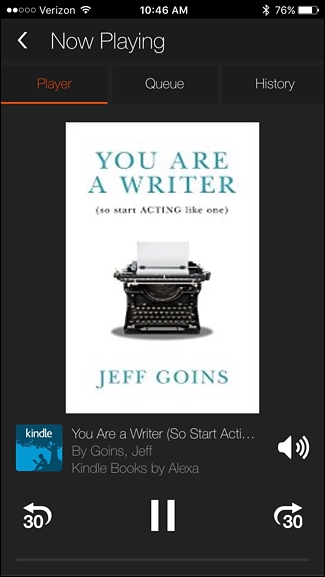 Verizon 10:46 AM 76%
Now Playing
Player Queue History
YOU ARE
A WRITER
(so start ACTING like one)
JEFF GOINS
kindle
You Are a Writer (So Start Acti…
By Goins, Jeff
Kindle Books by Alexa
30 30